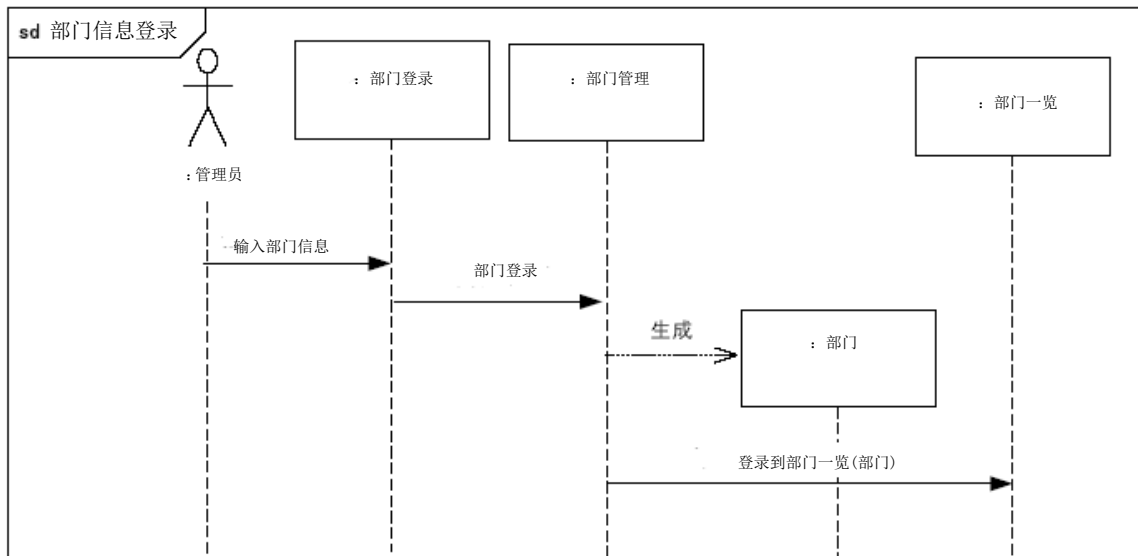 sd 部门信息登录
：部门登录
：部门管理
：部门一览
：管理员
输入部门信息
部门登录
生成
：部门
登录到部门一览(部门)